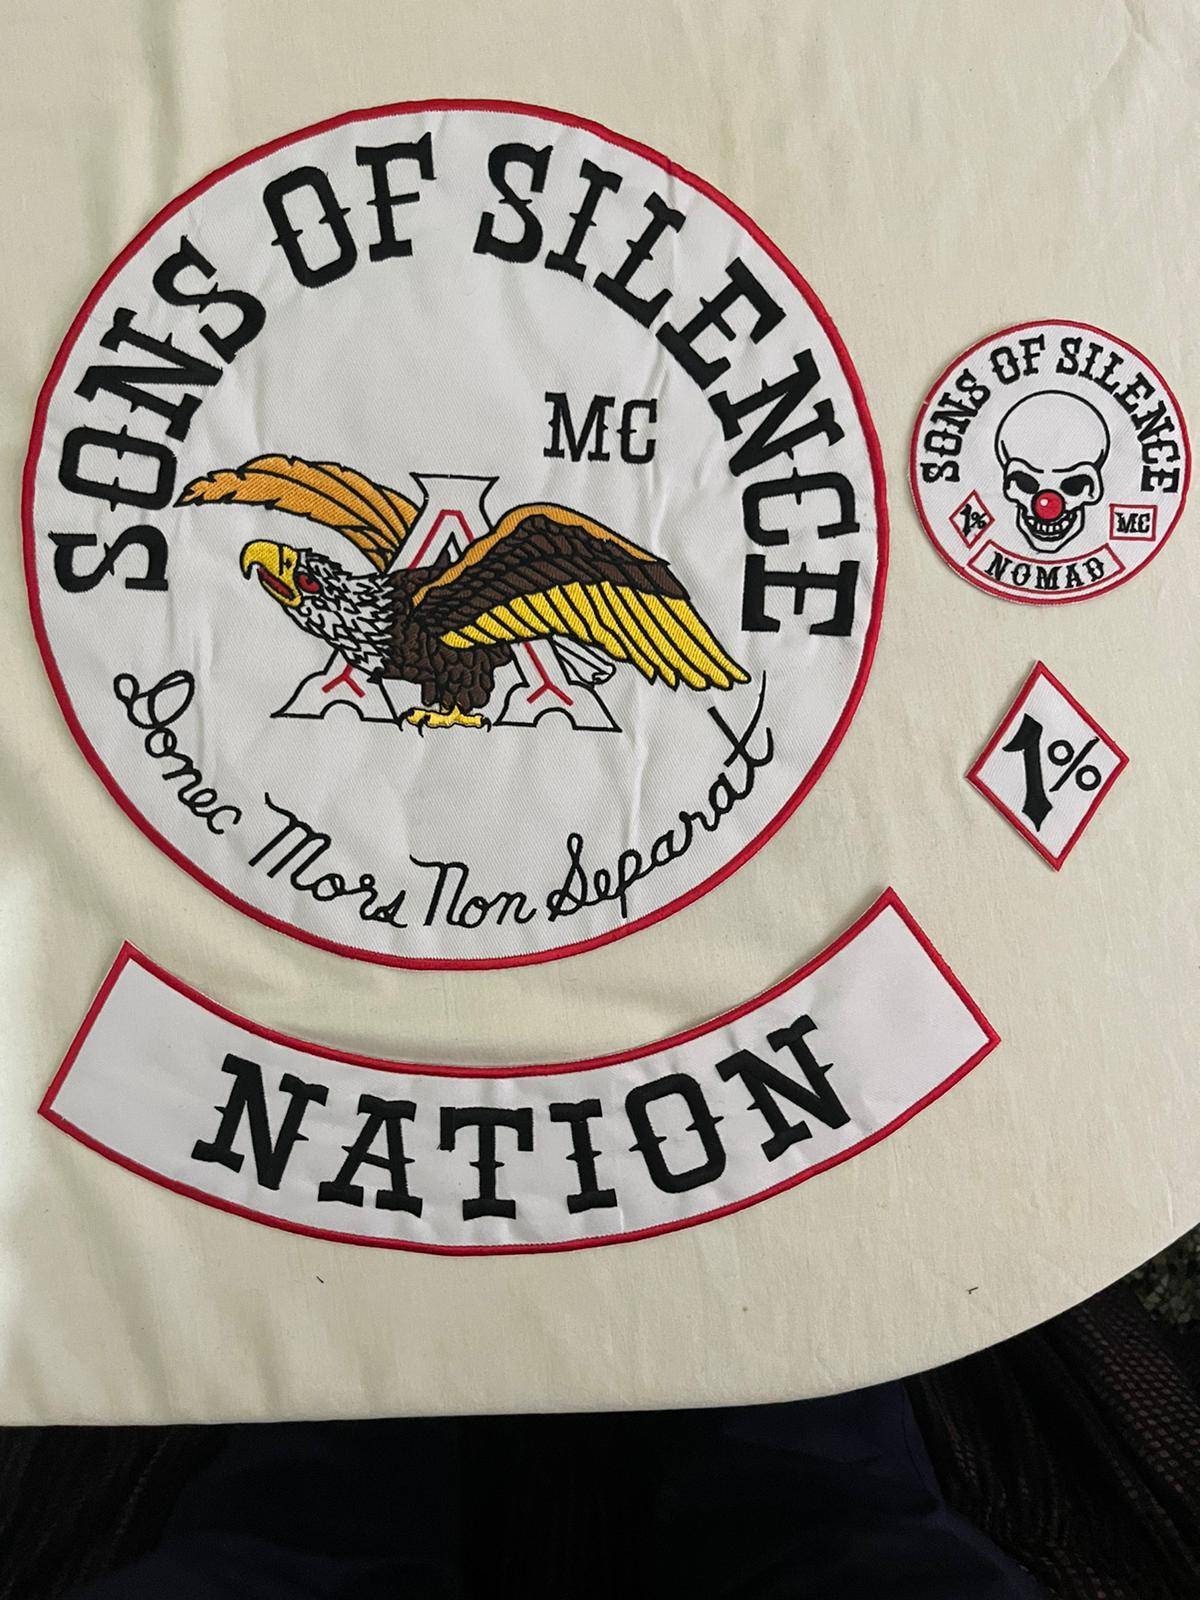 SONS OF SILENCE
MC
A
Donec Mors Non Separat
SONS OF SILENCE
1%
MC
NOMAD
1%
NATION